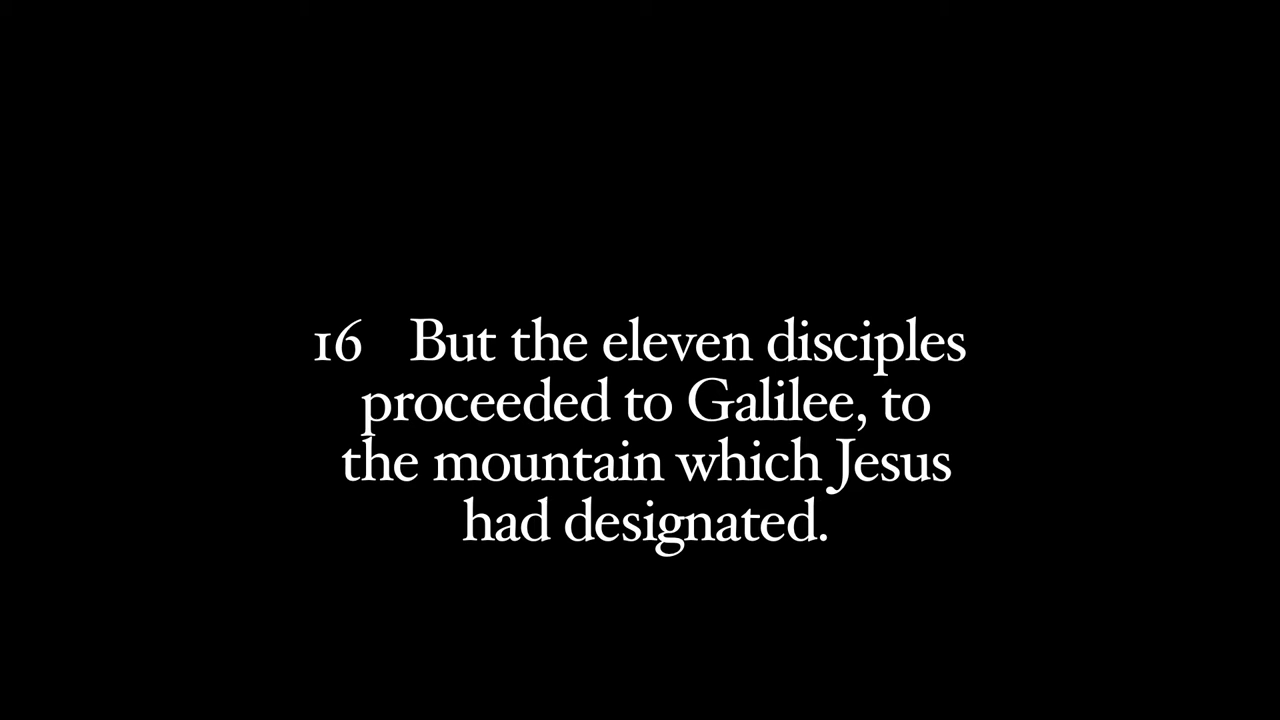 16 But the eleven disciples
proceeded to Galilee, to
the mountain which Jesus
had designated.